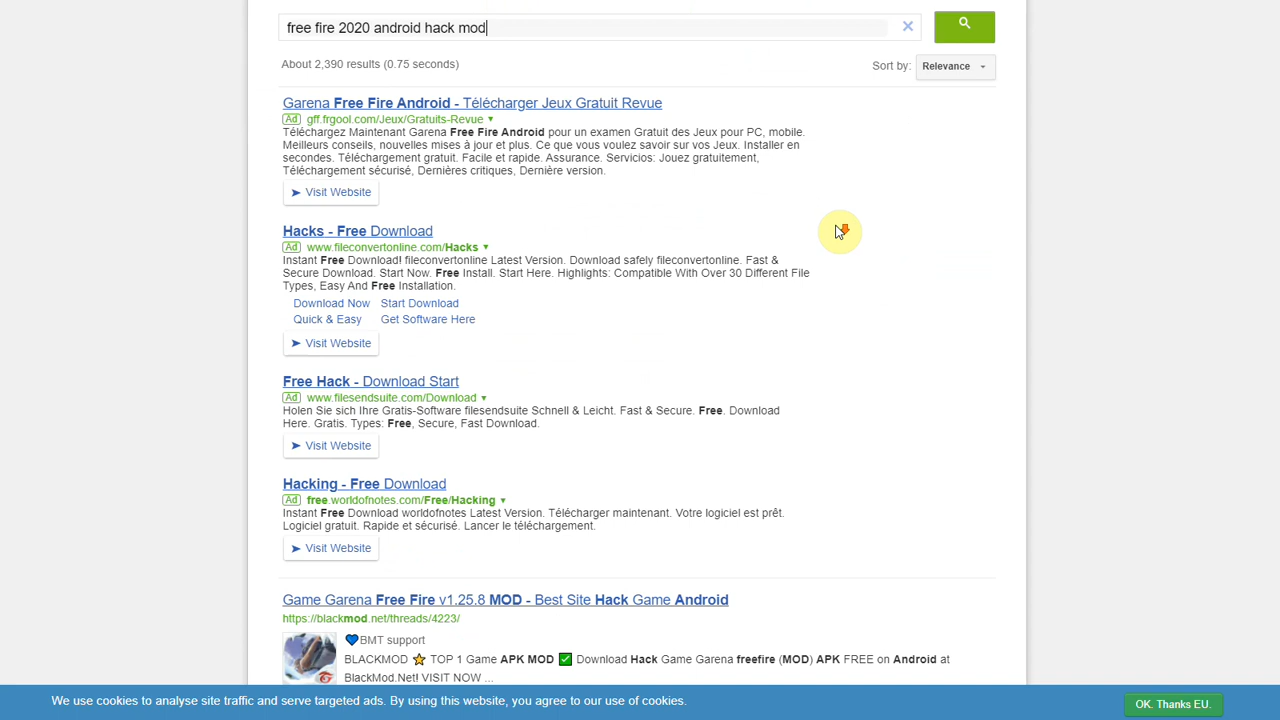 free fire 2020 android hack mod
About 2,390 results (0.75 seconds)
Sort by: Relevance
Garena Free Fire Android - Télécharger Jeux Gratuit Revue
Ad gff.frgool.com/Jeux/Gratuits-Revue
Téléchargez Maintenant Garena Free Fire Android pour un examen Gratuit des Jeux pour PC, mobile.
Meilleurs conseils, nouvelles mises à jour et plus. Ce que vous voulez savoir sur vos Jeux. Installer en
secondes. Téléchargement gratuit. Facile et rapide. Assurance. Servicios: Jouez gratuitement,
Téléchargement sécurisé, Dernières critiques, Dernière version.
Visit Website
Hacks - Free Download
Ad www.fileconvertonline.com/Hacks
Instant Free Download! fileconvertonline Latest Version. Download safely fileconvertonline. Fast &
Secure Download. Start Now. Free Install. Start Here. Highlights: Compatible With Over 30 Different File
Types, Easy And Free Installation.
Download Now Start Download
Quick & Easy Get Software Here
Visit Website
Free Hack - Download Start
Ad www.filesendsuite.com/Download
Holen Sie sich Ihre Gratis-Software filesendsuite Schnell & Leicht. Fast & Secure. Free. Download
Here. Gratis. Types: Free, Secure, Fast Download.
Visit Website
Hacking - Free Download
Ad free.worldofnotes.com/Free/Hacking
Instant Free Download worldofnotes Latest Version. Télécharger maintenant. Votre logiciel est prêt.
Logiciel gratuit. Rapide et sécurisé. Lancer le téléchargement.
Visit Website
Game Garena Free Fire v1.25.8 MOD - Best Site Hack Game Android
https://blackmod.net/threads/4223/
BMT support
BLACKMOD ⭐ TOP 1 Game APK MOD ✅ Download Hack Game Garena freefire (MOD) APK FREE on Android at
BlackMod.Net! VISIT NOW ...
We use cookies to analyse site traffic and serve targeted ads. By using this website, you agree to our use of cookies.
OK. Thanks EU.